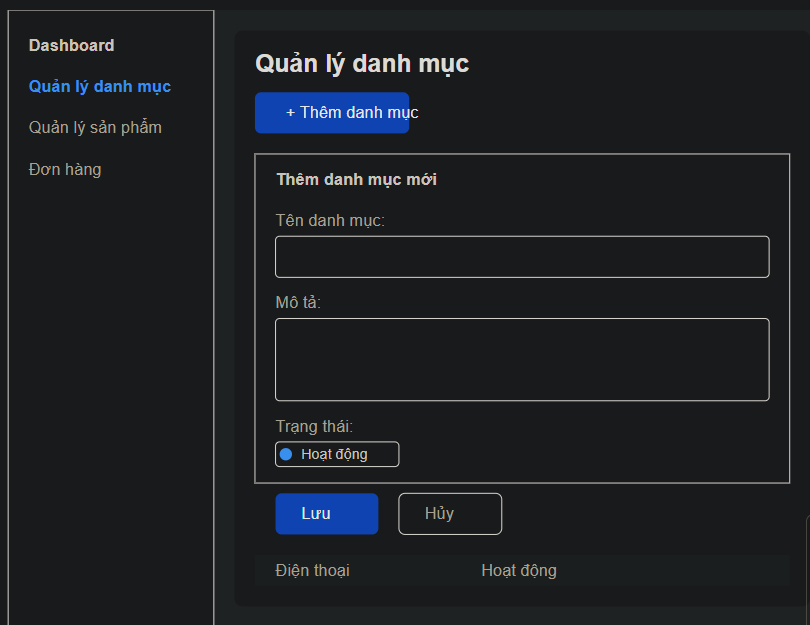 Dashboard
Quản lý danh mục
Quản lý sản phẩm
Đơn hàng
Quản lý danh mục
+ Thêm danh mục
Thêm danh mục mới
Tên danh mục:
Mô tả:
Trạng thái:
Hoạt động
Lưu
Hủy
Điện thoại Hoạt động